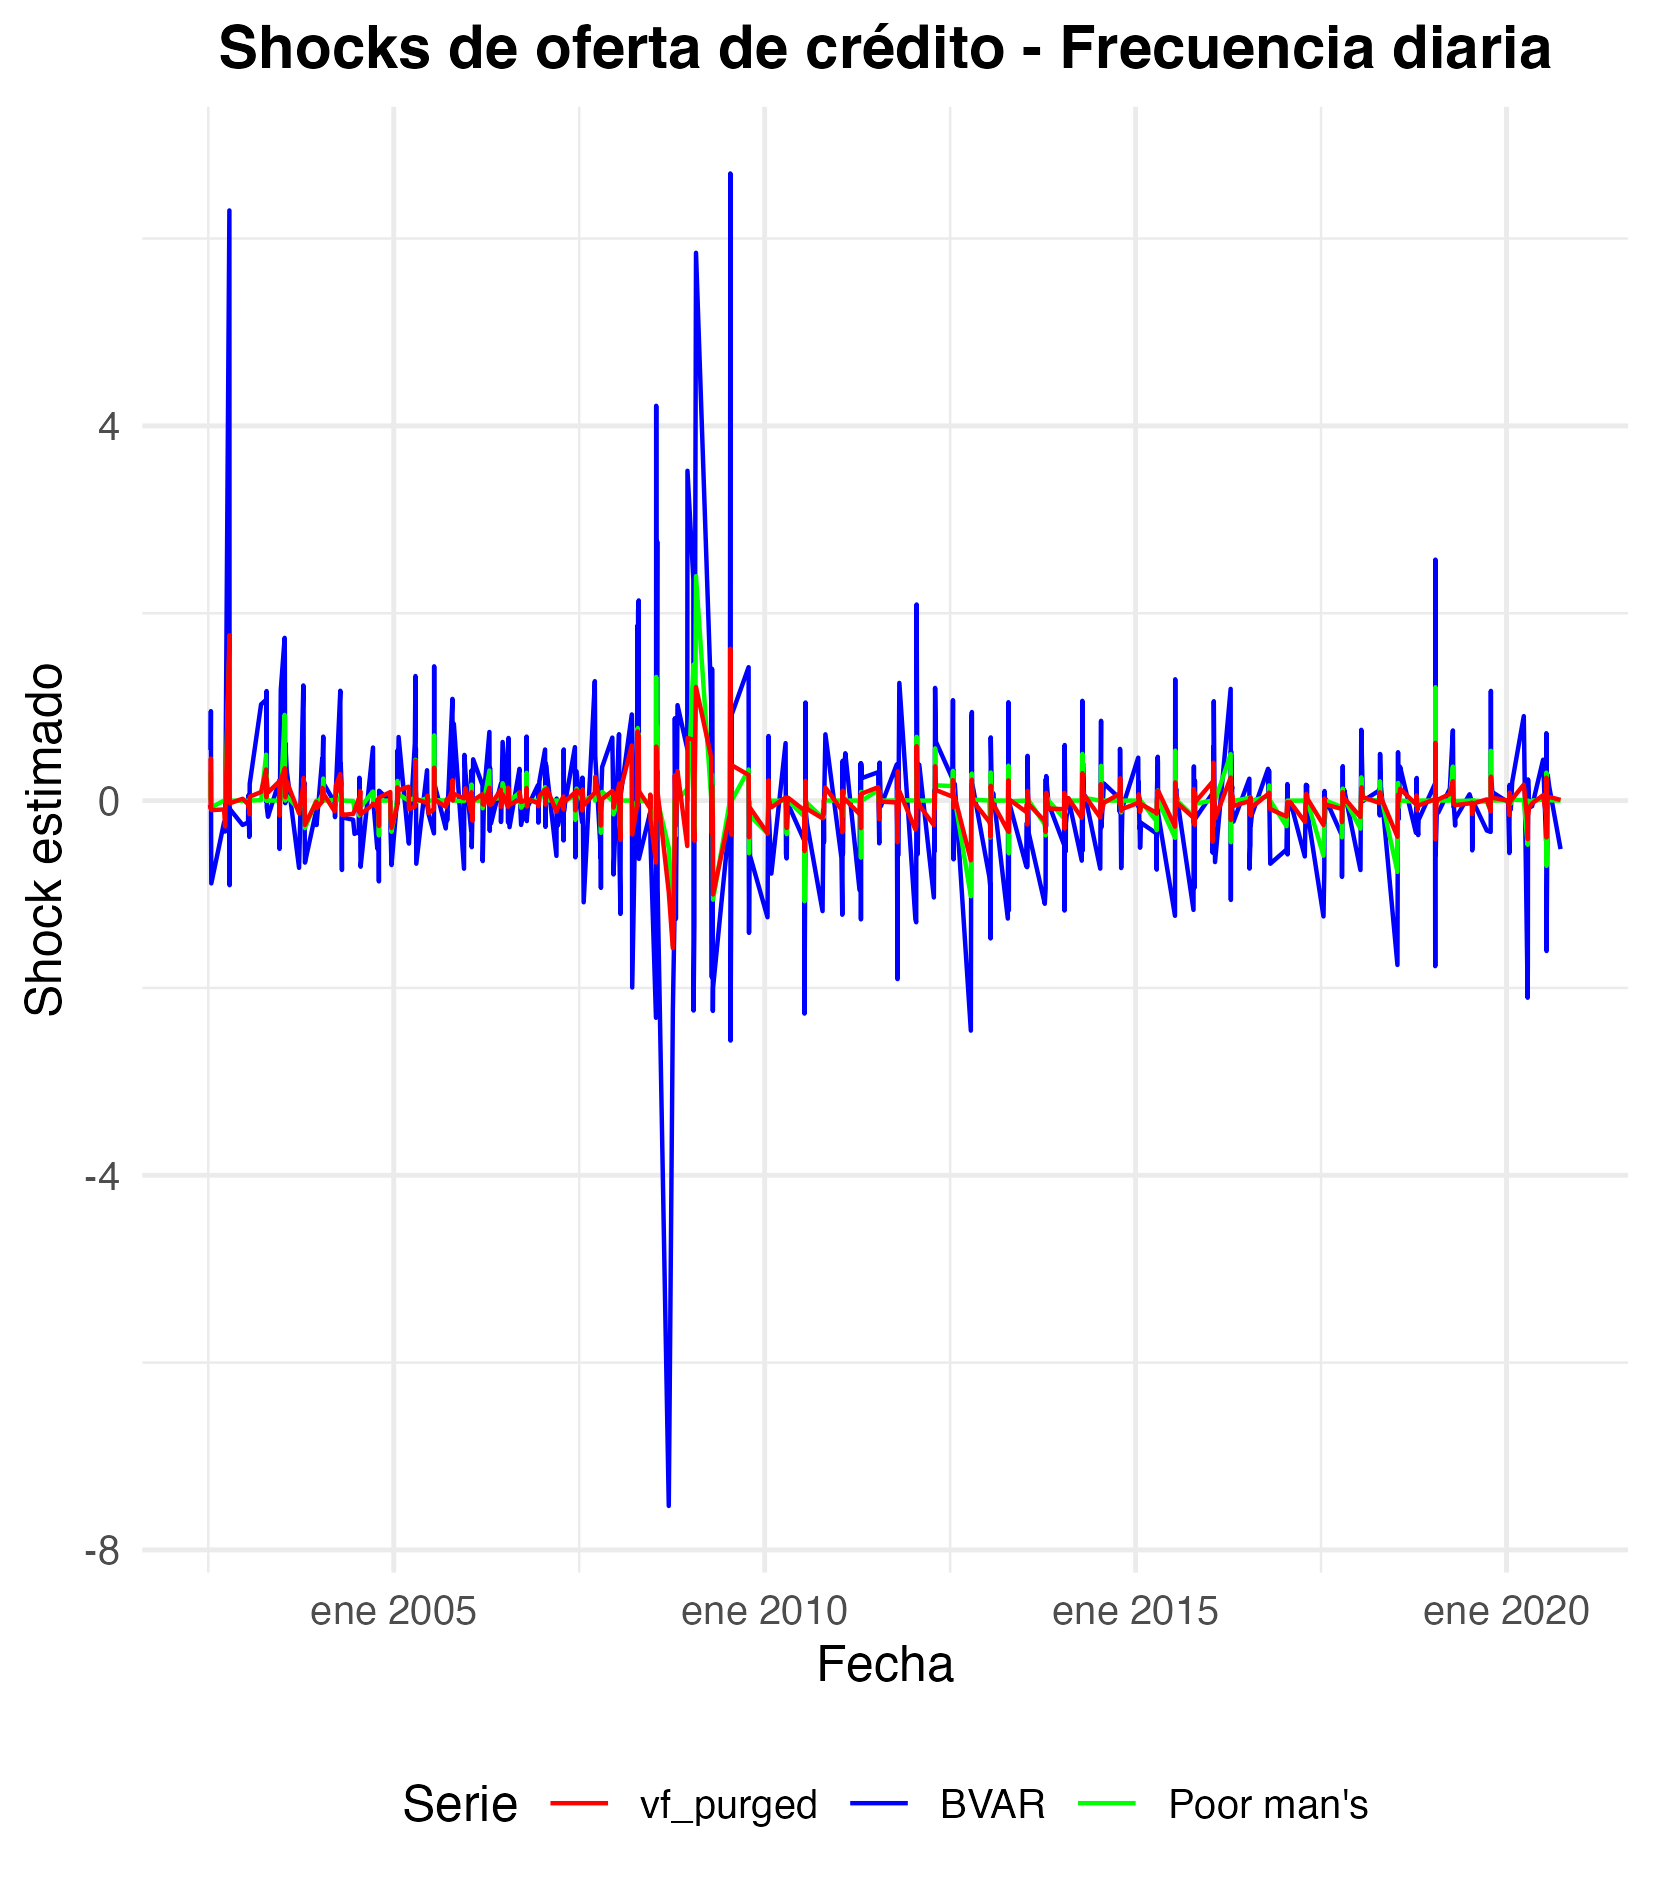 Shocks de oferta de crédito - Frecuencia diaria
Shock estimado
4
0
-4
-8
ene 2005 ene 2010 ene 2015 ene 2020
Fecha
Serie vf_purged BVAR Poor man's